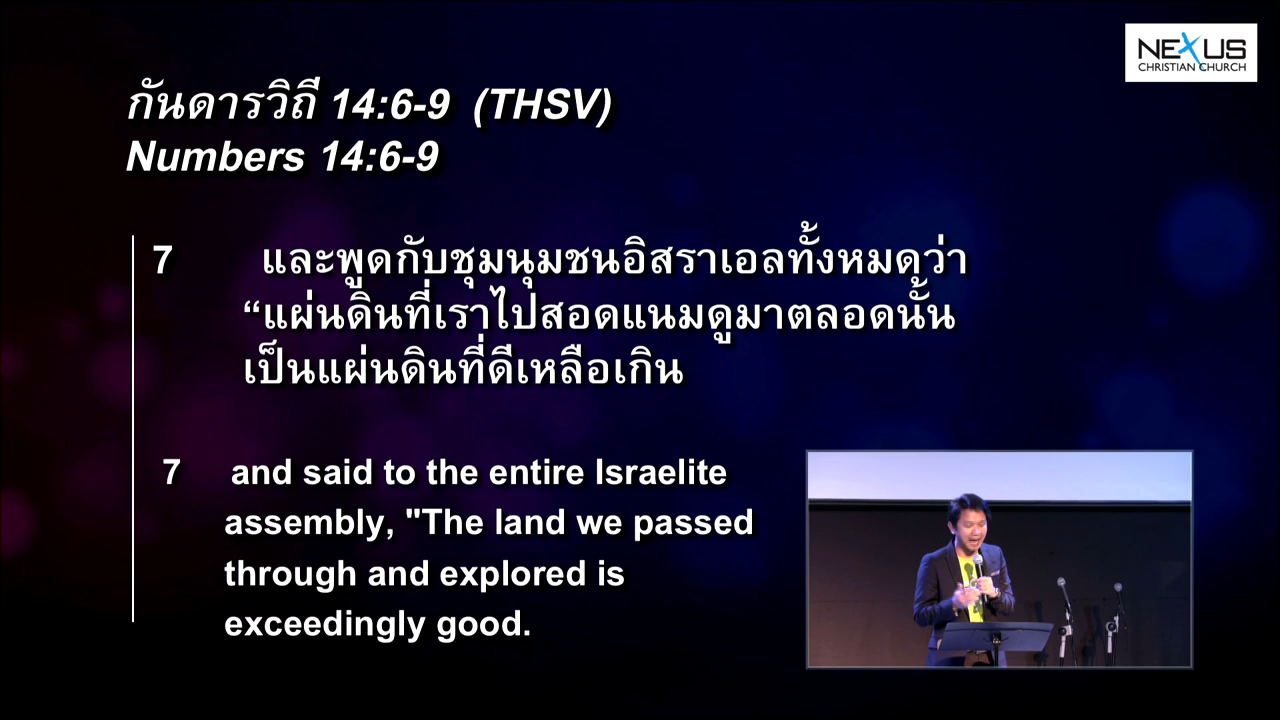 NEXUS
CHRISTIAN CHURCH
กันดารวิถี 14:6-9 (THSV)
Numbers 14:6-9
7 และพูดกับชุมนุมชนอิสราเอลทั้งหมดว่า
“แผ่นดินที่เราไปสอดแนมดูมาตลอดนั้น
เป็นแผ่นดินที่ดีเหลือเกิน
7 and said to the entire Israelite
assembly, "The land we passed
through and explored is
exceedingly good.